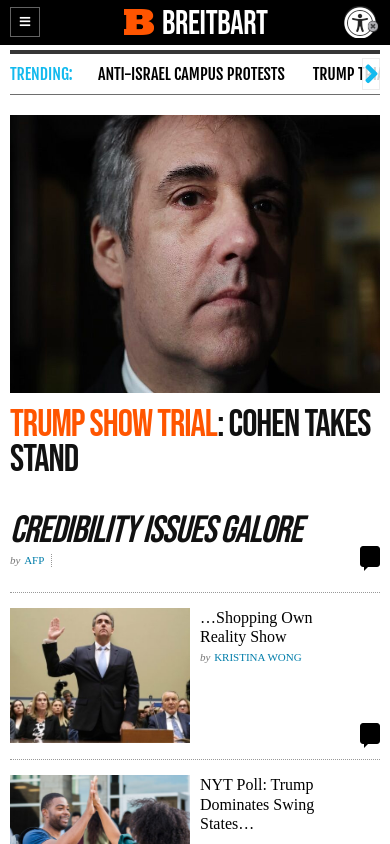 BREITBART
TRENDING:
ANTI-ISRAEL CAMPUS PROTESTS
TRUMP
TRUMP SHOW TRIAL: COHEN TAKES
STAND
CREDIBILITY ISSUES GALORE
by AFP
…Shopping Own
Reality Show
by KRISTINA WONG
NYT Poll: Trump
Dominates Swing
States…